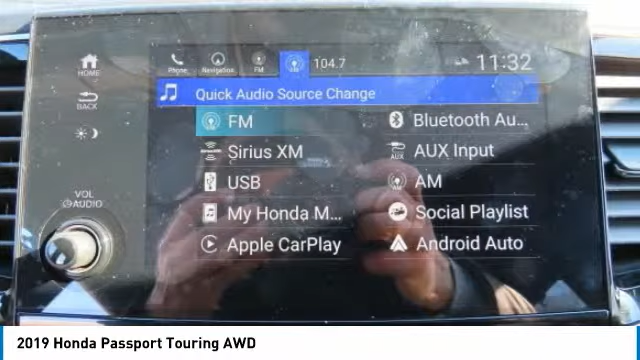 HOME
BACK
VOL
AUDIO
Phone Navigation FM AM 104.7 11:32
Quick Audio Source Change
FM
Bluetooth Au...
Sirius XM
AUX Input
USB
AM
My Honda M...
Social Playlist
Apple CarPlay
Android Auto
2019 Honda Passport Touring AWD